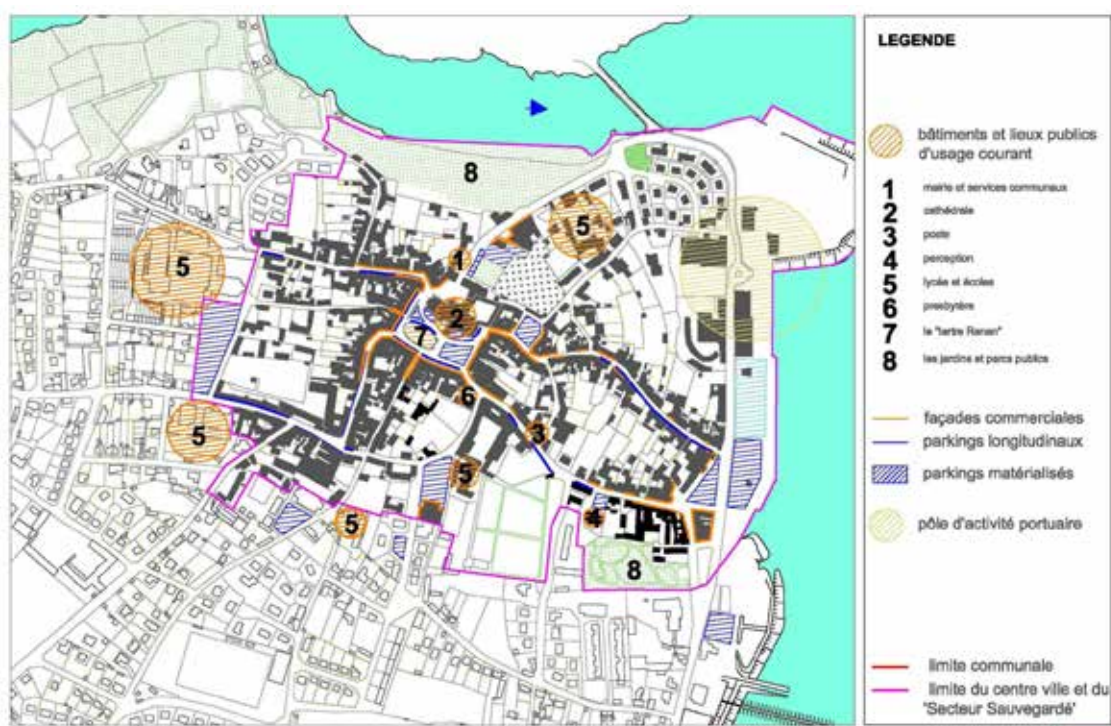 LEGENDE
bâtiments et lieux publics
d'usage courant
1 mairie et services communaux
2 cathédrale
3 poste
4 perception
5 lycée et écoles
6 presbytère
7 le "tertre Renan"
8 les jardins et parcs publics
façades commerciales
parkings longitudinaux
parkings matérialisés
pôle d'activité portuaire
limite communale
limite du centre ville et du
'Secteur Sauvegardé'
8
5
1
5
2
7
6
3
5
5
5
4
8